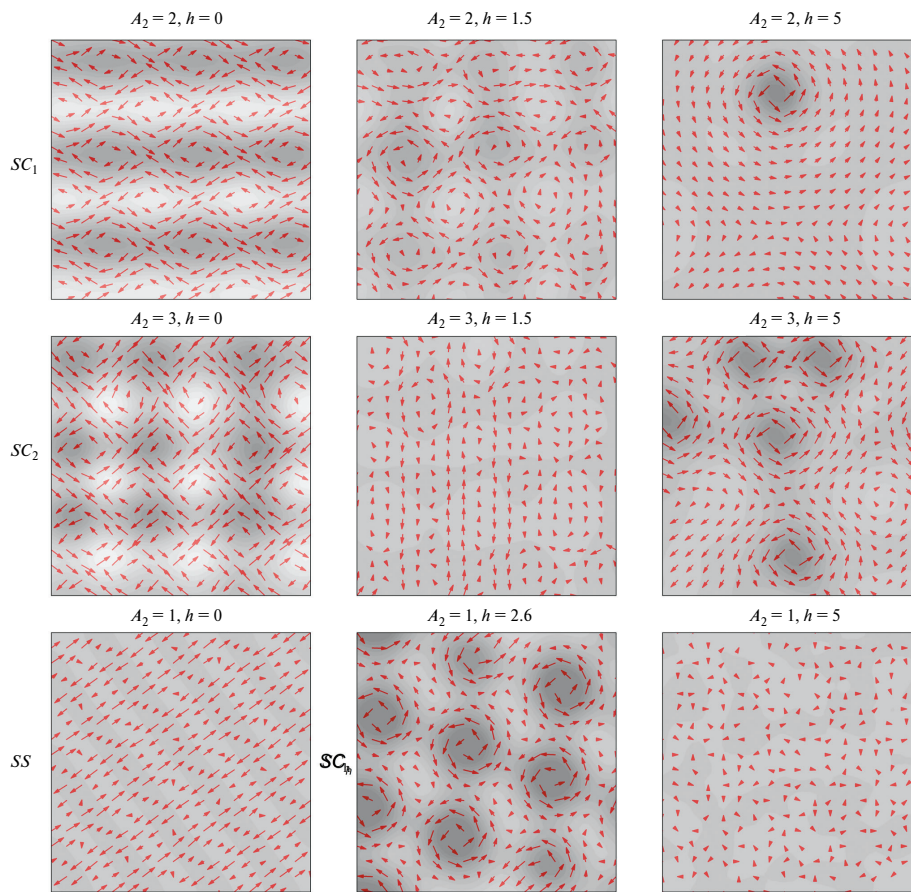 A₂ = 2, h = 0
A₂ = 2, h = 1.5
A₂ = 2, h = 5
SC₁
A₂ = 3, h = 0
A₂ = 3, h = 1.5
A₂ = 3, h = 5
SC₂
A₂ = 1, h = 0
A₂ = 1, h = 2.6
A₂ = 1, h = 5
SS